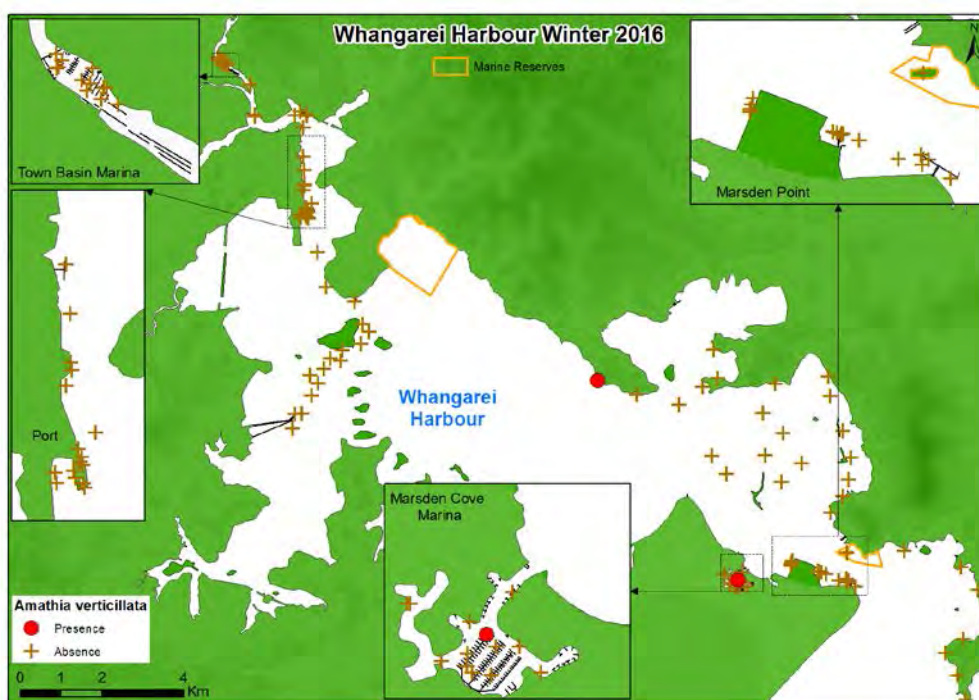 Whangarei Harbour Winter 2016
Marine Reserves
N
Town Basin Marina
Marsden Point
Whangarei
Harbour
Port
Marsden Cove
Marina
Amathia verticillata
Presence
Absence
0 1 2 4
Km